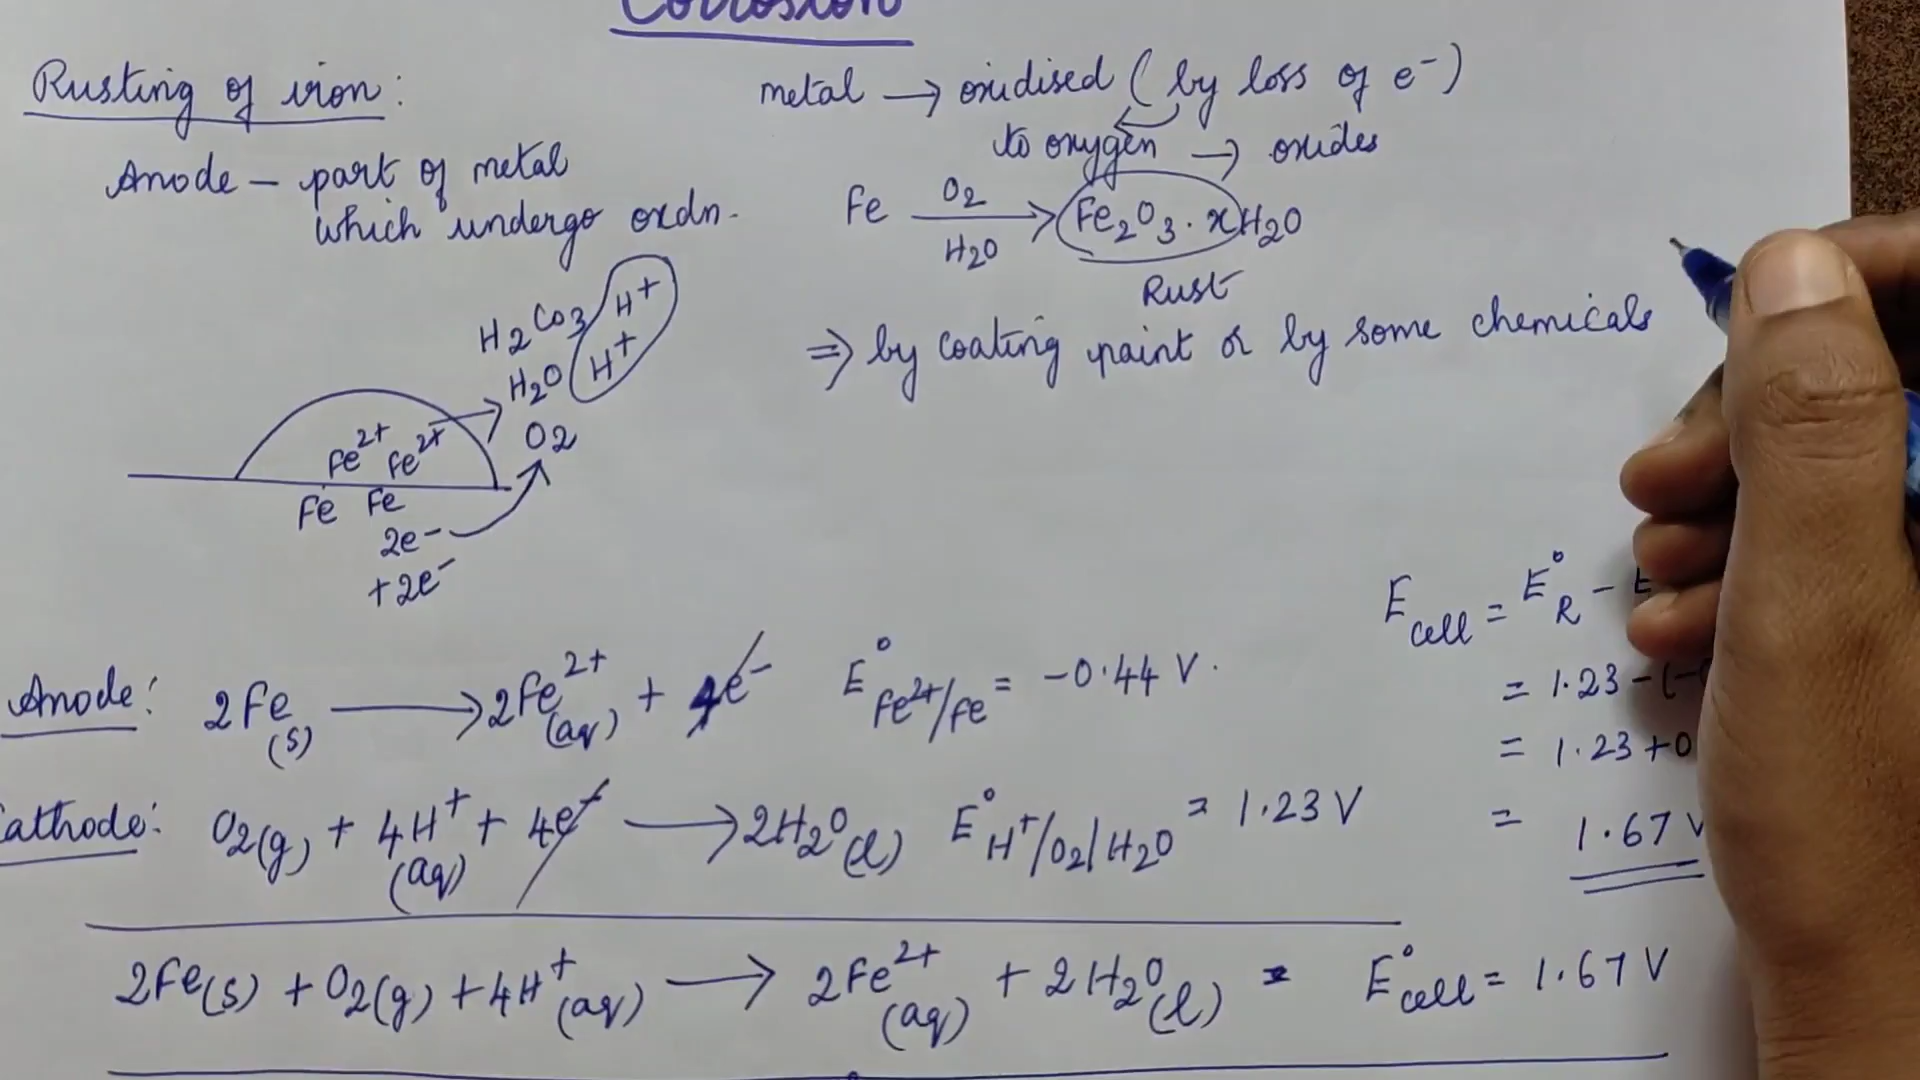 Corrosion
Rusting of iron:
Anode – part of metal
which undergo oxdn.
metal → oxidised (by loss of e⁻)
to oxygen → oxides
Fe O2 H2O → Fe2O3 . xH2O
Rust
⇒ by coating paint or by some chemicals
H2CO3 H⁺
H2O H⁺
O2
Fe²⁺ Fe²⁺
Fe Fe
2e⁻
+2e⁻
E cell = E°R – E
= 1.23 – (–0
= 1.23 + 0
= 1.67 V
Anode: 2Fe(s) → 2Fe²⁺(aq) + 4e⁻ E° Fe²⁺/Fe = –0.44 V.
Cathode: O2(g) + 4H⁺(aq) + 4e⁻ → 2H2O(l) E° H⁺/O2/H2O = 1.23 V
2Fe(s) + O2(g) + 4H⁺(aq) → 2Fe²⁺(aq) + 2H2O(l) E°cell = 1.67 V